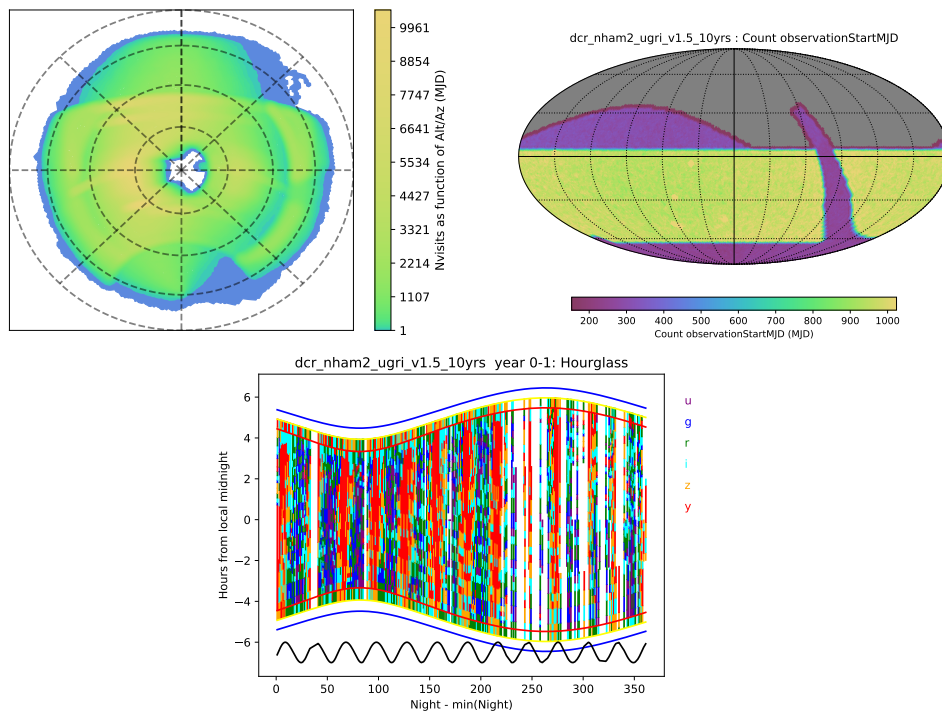 9961
8854
7747
6641
5534
4427
3321
2214
1107
1
Nvisits as function of Alt/Az (MJD)
dcr_nham2_ugri_v1.5_10yrs : Count observationStartMJD
200 300 400 500 600 700 800 900 1000
Count observationStartMJD (MJD)
dcr_nham2_ugri_v1.5_10yrs year 0-1: Hourglass
Hours from local midnight
6
4
2
0
−2
−4
−6
0 50 100 150 200 250 300 350
Night - min(Night)
u
g
r
i
z
y